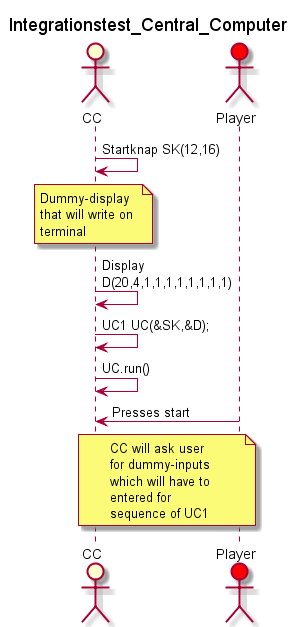 Integrationstest_Central_Computer
CC
Player
Startknap SK(12,16)
Dummy-display
that will write on
terminal
Display
D(20,4,1,1,1,1,1,1,1,1)
UC1 UC(&SK,&D);
UC.run()
Presses start
CC will ask user
for dummy-inputs
which will have to
entered for
sequence of UC1
CC
Player